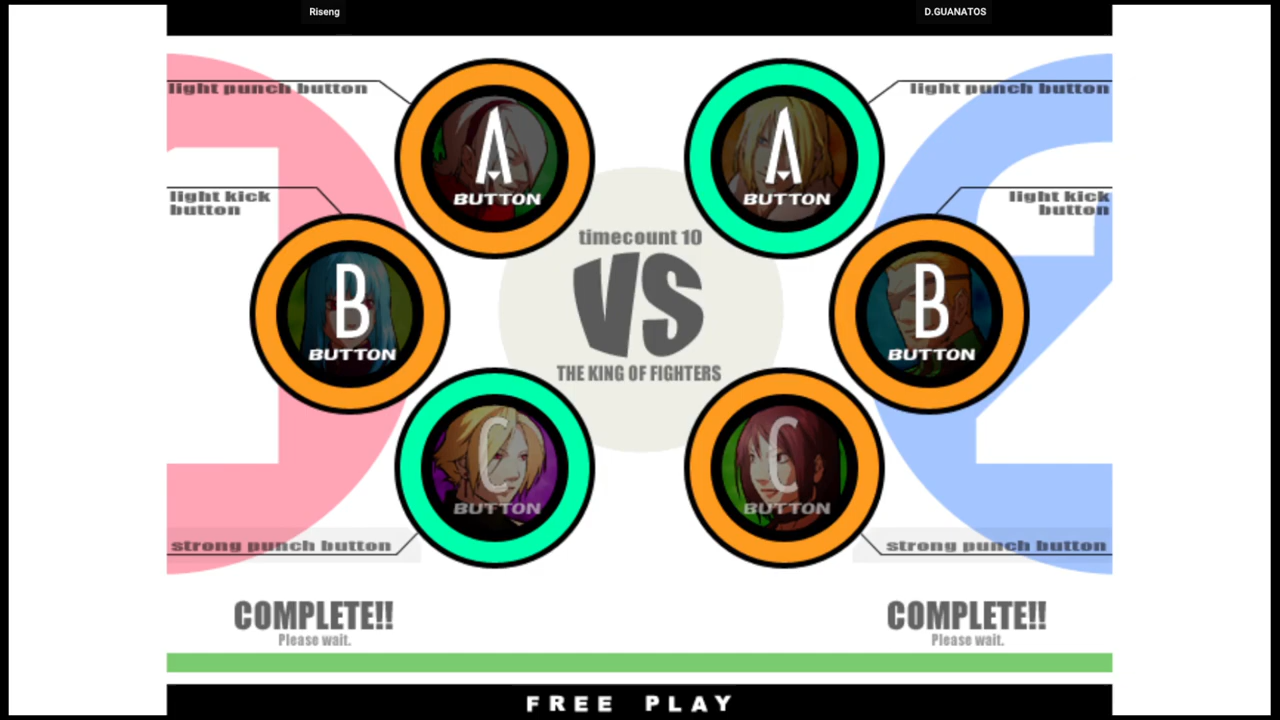 Riseng
D.GUANATOS
light punch button
A
BUTTON
A
BUTTON
light punch button
light kick
button
B
BUTTON
timecount 10
VS
THE KING OF FIGHTERS
light kick
button
B
BUTTON
C
BUTTON
C
BUTTON
strong punch button
strong punch button
COMPLETE!!
Please wait.
COMPLETE!!
Please wait.
FREE PLAY